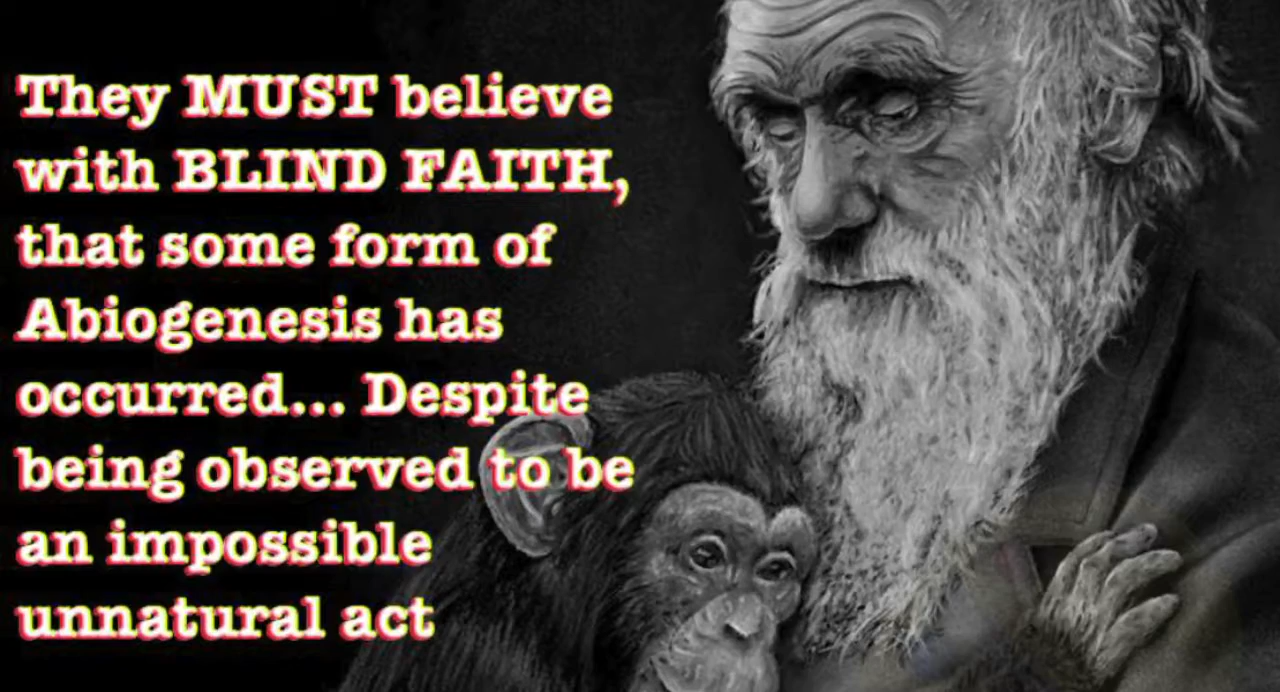 They MUST believe
with BLIND FAITH,
that some form of
Abiogenesis has
occurred... Despite
being observed to be
an impossible
unnatural act